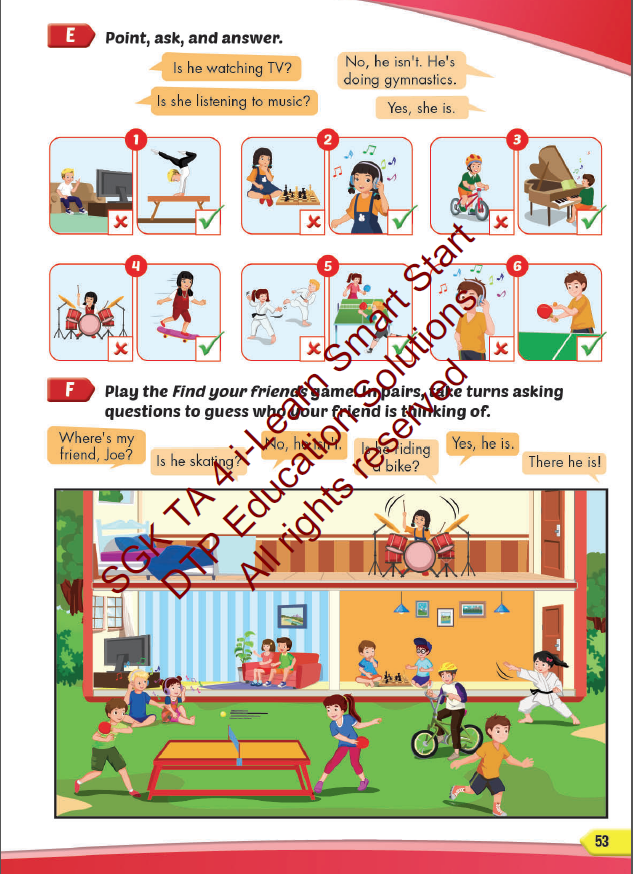 E Point, ask, and answer.
Is he watching TV?
No, he isn't. He's
doing gymnastics.
Is she listening to music?
Yes, she is.
1
2
3
4
5
6
F Play the Find your friends game. In pairs, take turns asking
questions to guess who your friend is thinking of.
Where's my
friend, Joe?
Is he skating?
No, he isn't.
Is he riding
a bike?
Yes, he is.
There he is!
SGK TA 4 i-Learn Smart Start
DTP Education Solutions
All rights reserved
53